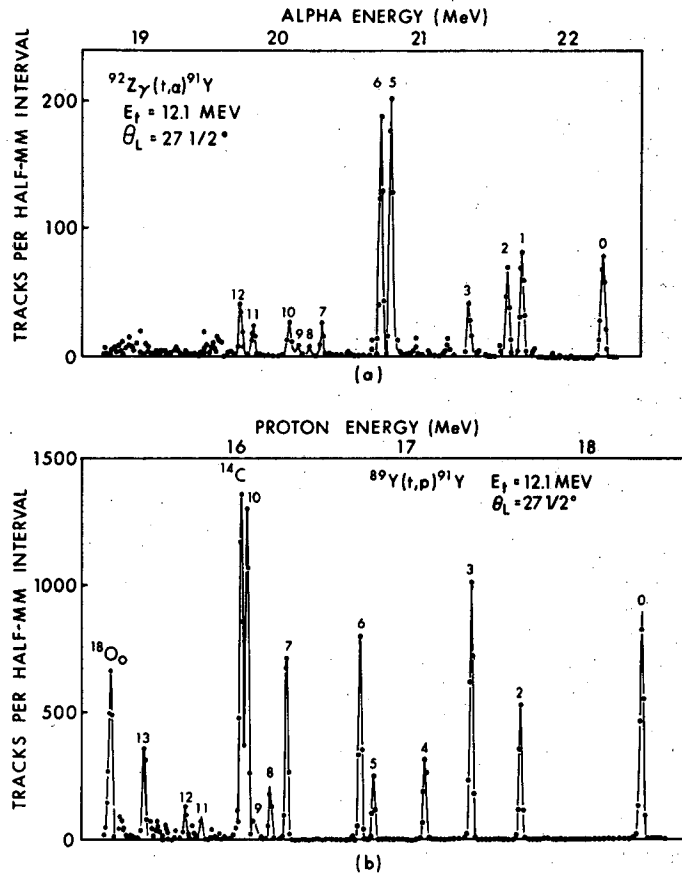 ALPHA ENERGY (MeV)
19 20 21 22
TRACKS PER HALF-MM INTERVAL
200
100
0
⁹²Zγ(t,α)⁹¹Y
Eₜ = 12.1 MEV
θ_L = 27 1/2°
12 11 10 9 8 7 6 5 3 2 1 0
(a)
PROTON ENERGY (MeV)
16 17 18
TRACKS PER HALF-MM INTERVAL
1500
1000
500
0
⁸⁹Y(t,p)⁹¹Y Eₜ = 12.1 MEV
θ_L = 27 1/2°
¹⁸O₀ 13 12 11 ¹⁴C 10 9 8 7 6 5 4 3 2 0
(b)